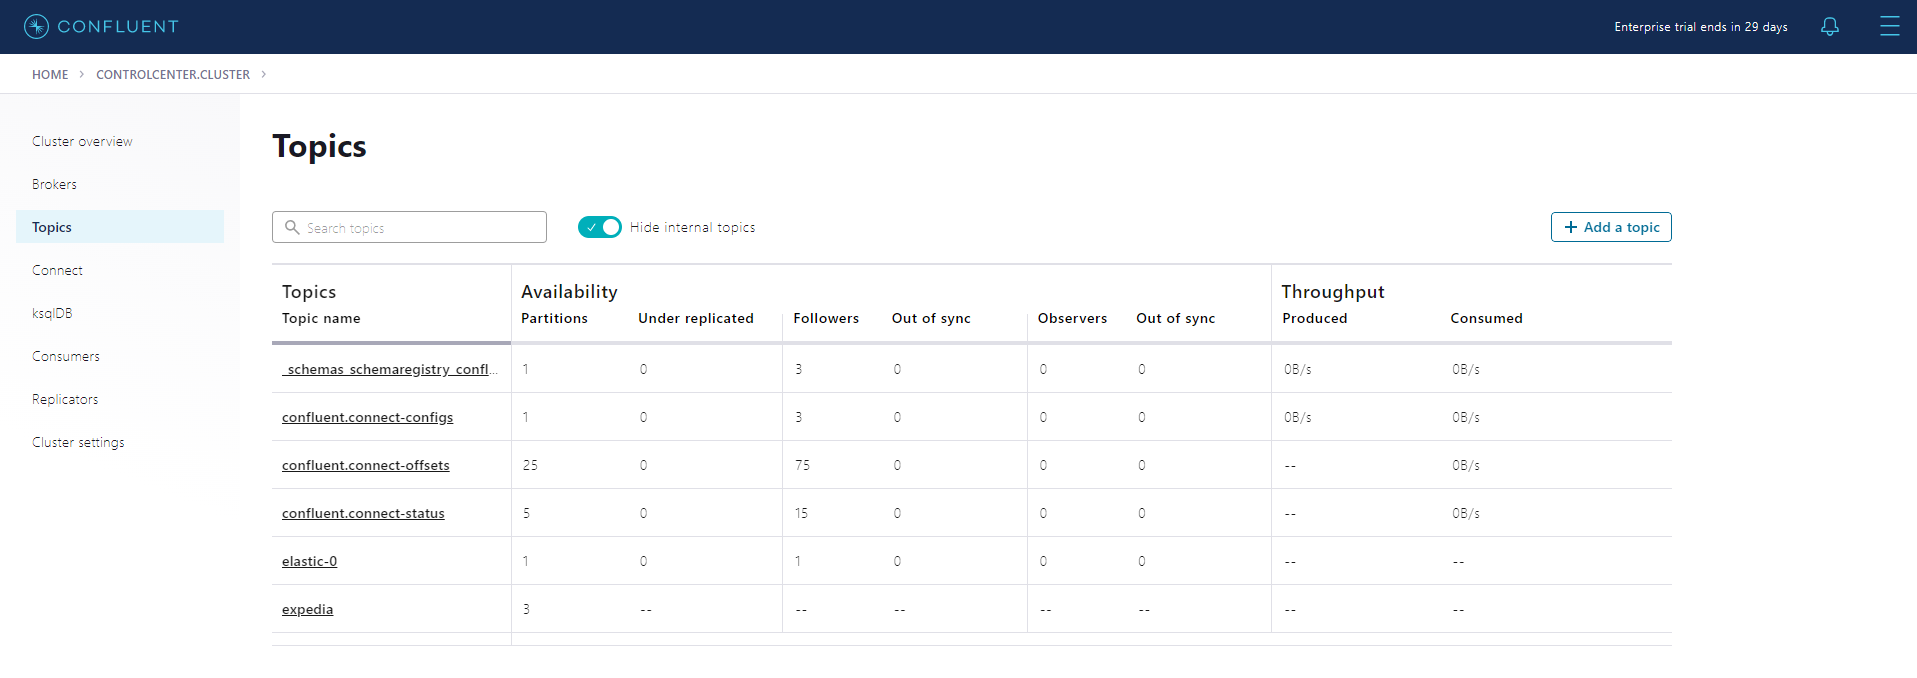 CONFLUENT
Enterprise trial ends in 29 days
HOME > CONTROLCENTER.CLUSTER >
Cluster overview
Brokers
Topics
Connect
ksqlDB
Consumers
Replicators
Cluster settings
Topics
Search topics
Hide internal topics
+ Add a topic
Topics Availability Throughput
Topic name Partitions Under replicated Followers Out of sync Observers Out of sync Produced Consumed
_schemas_schemaregistry_confl... 1 0 3 0 0 0 0B/s 0B/s
confluent.connect-configs 1 0 3 0 0 0 0B/s 0B/s
confluent.connect-offsets 25 0 75 0 0 0 -- 0B/s
confluent.connect-status 5 0 15 0 0 0 -- 0B/s
elastic-0 1 0 1 0 0 0 -- --
expedia 3 -- -- -- -- -- -- --